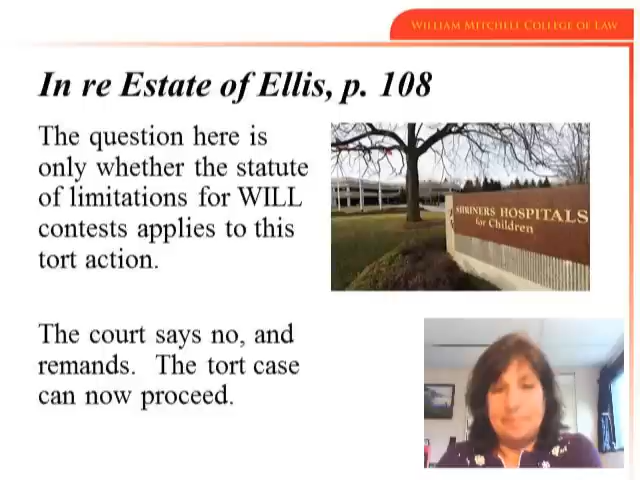 WILLIAM MITCHELL COLLEGE OF LAW
In re Estate of Ellis, p. 108
The question here is
only whether the statute
of limitations for WILL
contests applies to this
tort action.
SHRINERS HOSPITALS
for Children
The court says no, and
remands. The tort case
can now proceed.